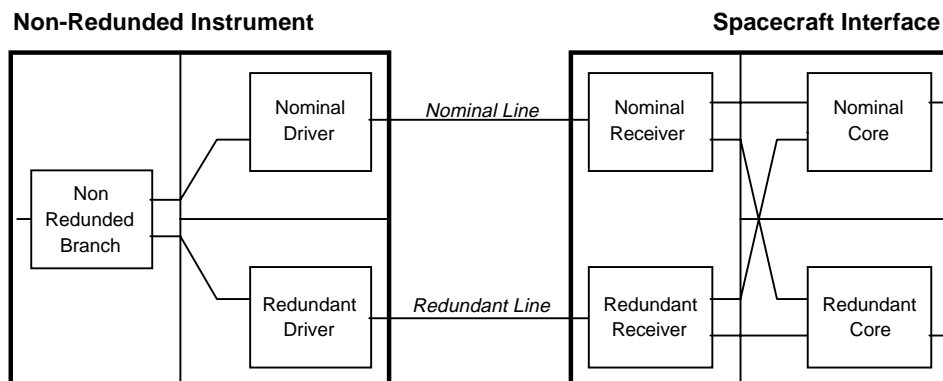 Non-Redunded Instrument
Spacecraft Interface
Nominal
Driver
Nominal Line
Nominal
Receiver
Nominal
Core
Non
Redunded
Branch
Redundant
Driver
Redundant Line
Redundant
Receiver
Redundant
Core